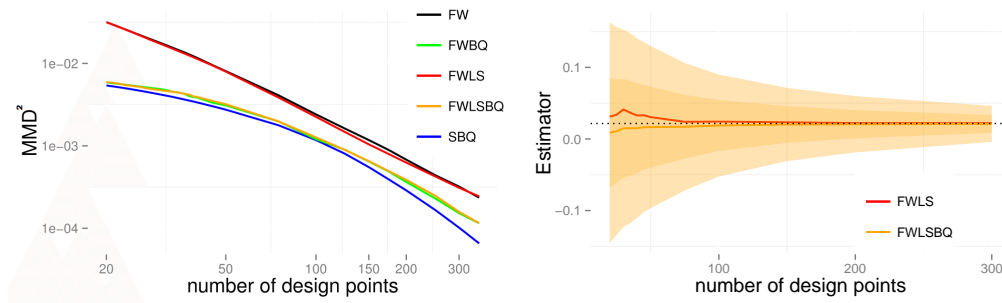 MMD²
1e−02
1e−03
1e−04
20
50
100
150
200
300
number of design points
FW
FWBQ
FWLS
FWLSBQ
SBQ
Estimator
0.1
0.0
−0.1
100
200
300
number of design points
FWLS
FWLSBQ